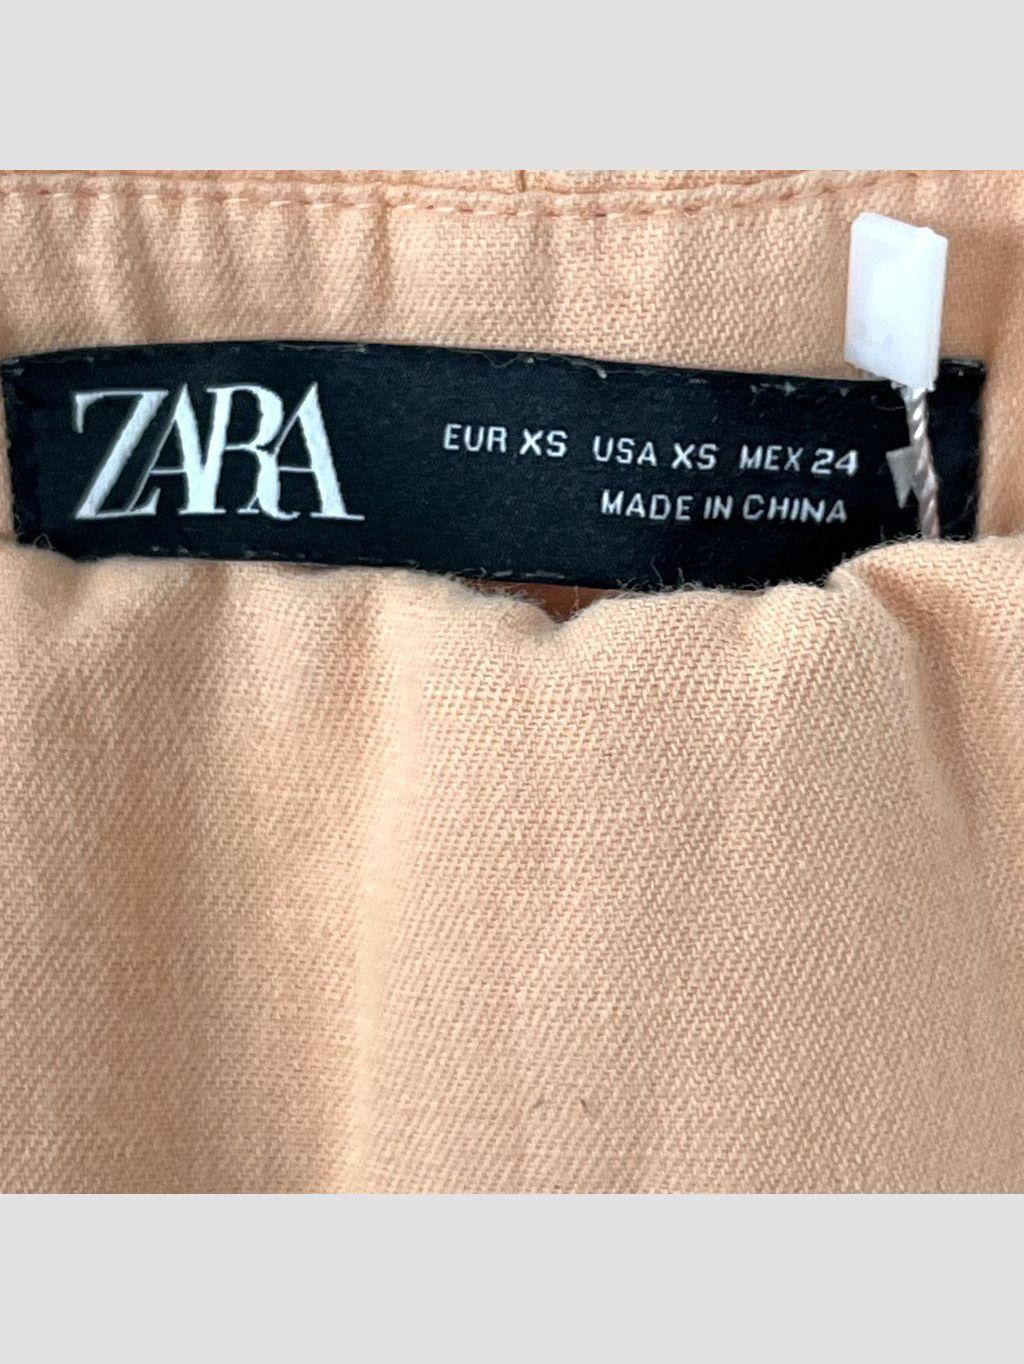 ZARA
EUR XS USA XS MEX 24
MADE IN CHINA